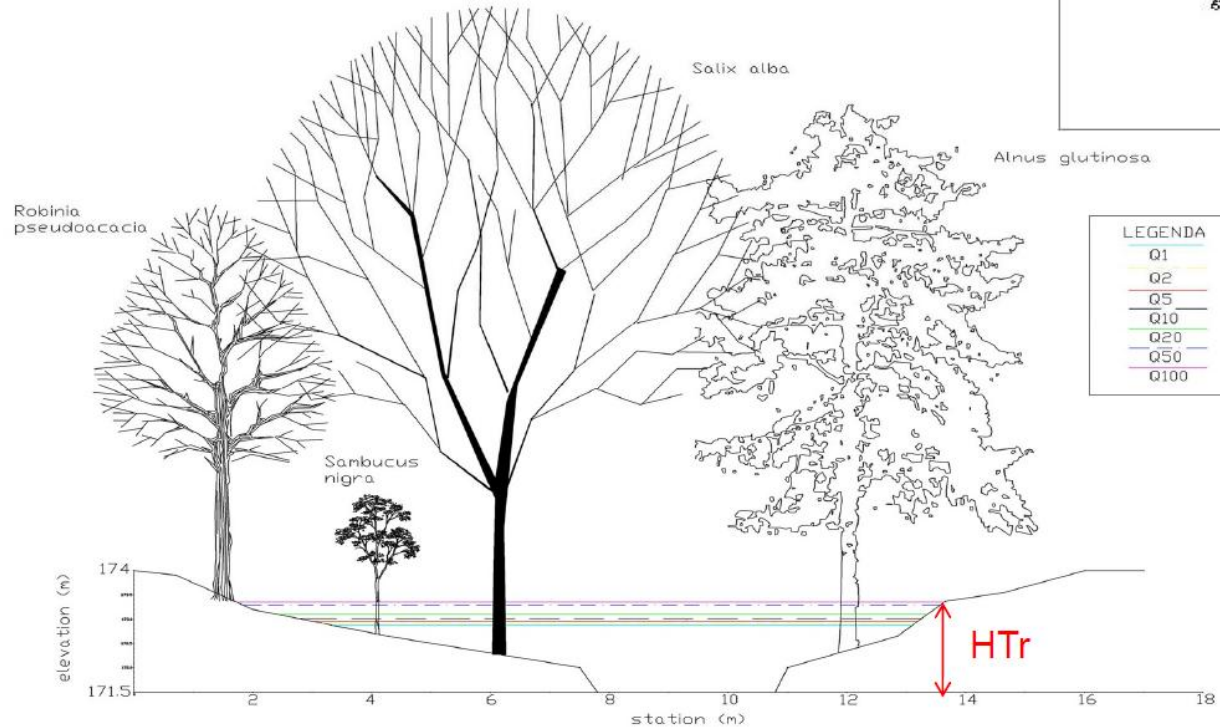 Salix alba
Alnus glutinosa
Robinia
pseudoacacia
LEGENDA
Q1
Q2
Q5
Q10
Q20
Q50
Q100
Sambucus
nigra
174
elevation (m)
HTr
171.5
2
4
6
8
10
12
14
16
18
station (m)